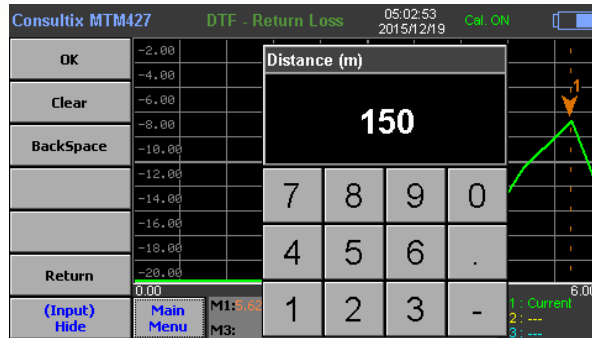 Consultix MTM427 DTF - Return Loss 05:02:53 Cal. ON
2015/12/19
OK
Clear
BackSpace
Return
(Input)
Hide
-2.00
-4.00
-6.00
-8.00
-10.00
-12.00
-14.00
-16.00
-18.00
-20.00
0.00
Distance (m)
150
7 8 9 0
4 5 6 .
1 2 3 -
1
Main
Menu
M1:5.62
M3:
1 : Current
2 : ---
3 : ---